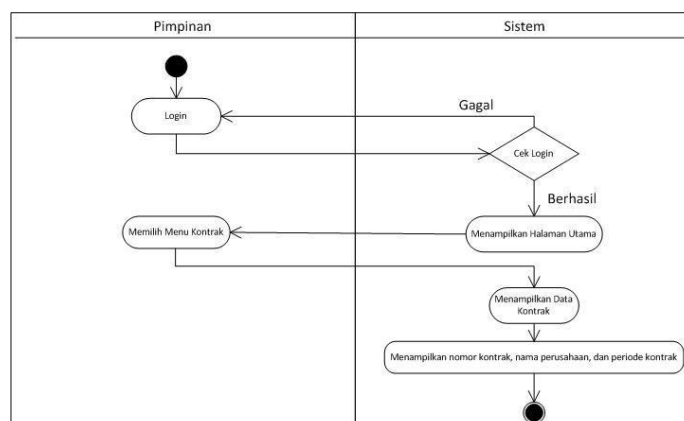 Pimpinan
Sistem
Gagal
Login
Cek Login
Berhasil
Memilih Menu Kontrak
Menampilkan Halaman Utama
Menampilkan Data
Kontrak
Menampilkan nomor kontrak, nama perusahaan, dan periode kontrak